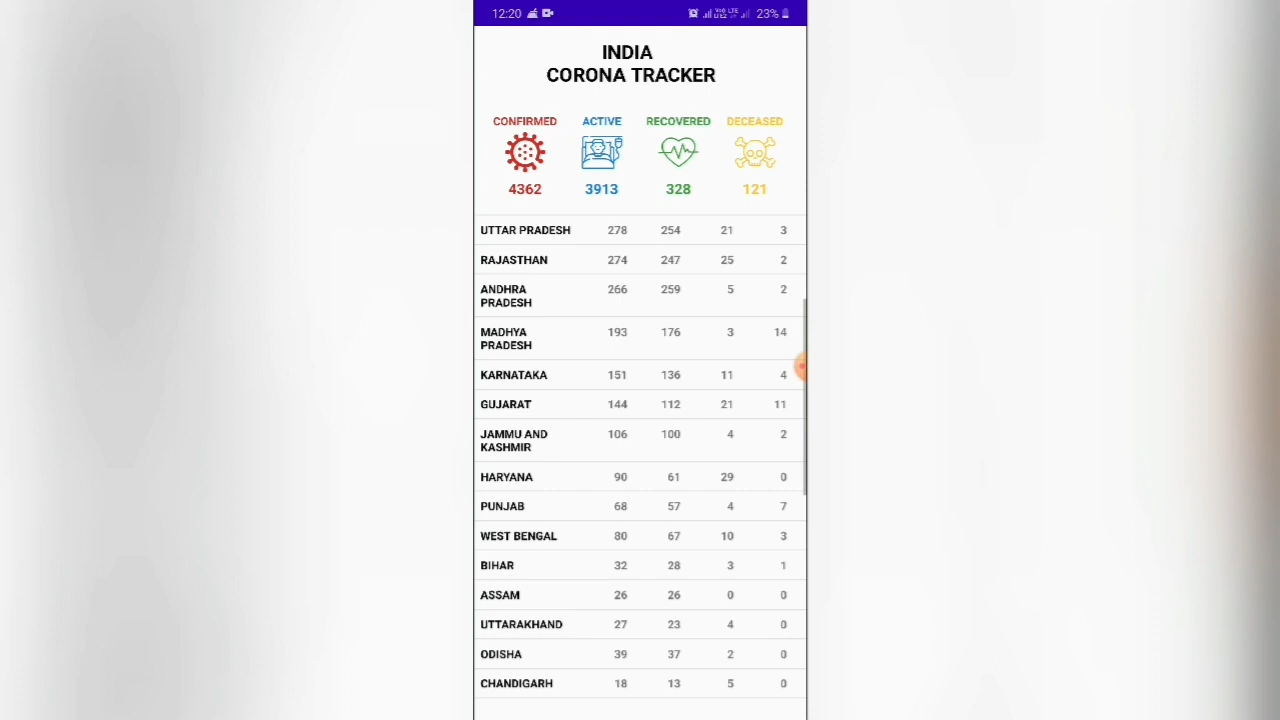 12:20 23%
INDIA
CORONA TRACKER
CONFIRMED ACTIVE RECOVERED DECEASED
4362 3913 328 121
UTTAR PRADESH 278 254 21 3
RAJASTHAN 274 247 25 2
ANDHRA 266 259 5 2
PRADESH
MADHYA 193 176 3 14
PRADESH
KARNATAKA 151 136 11 4
GUJARAT 144 112 21 11
JAMMU AND 106 100 4 2
KASHMIR
HARYANA 90 61 29 0
PUNJAB 68 57 4 7
WEST BENGAL 80 67 10 3
BIHAR 32 28 3 1
ASSAM 26 26 0 0
UTTARAKHAND 27 23 4 0
ODISHA 39 37 2 0
CHANDIGARH 18 13 5 0